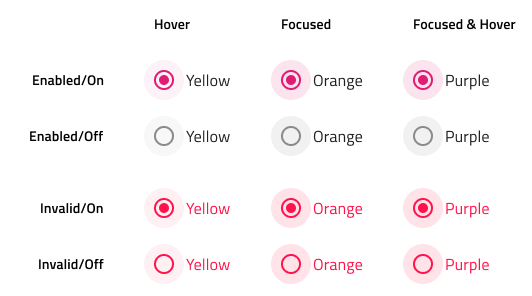 Hover Focused Focused & Hover
Enabled/On Yellow Orange Purple
Enabled/Off Yellow Orange Purple
Invalid/On Yellow Orange Purple
Invalid/Off Yellow Orange Purple